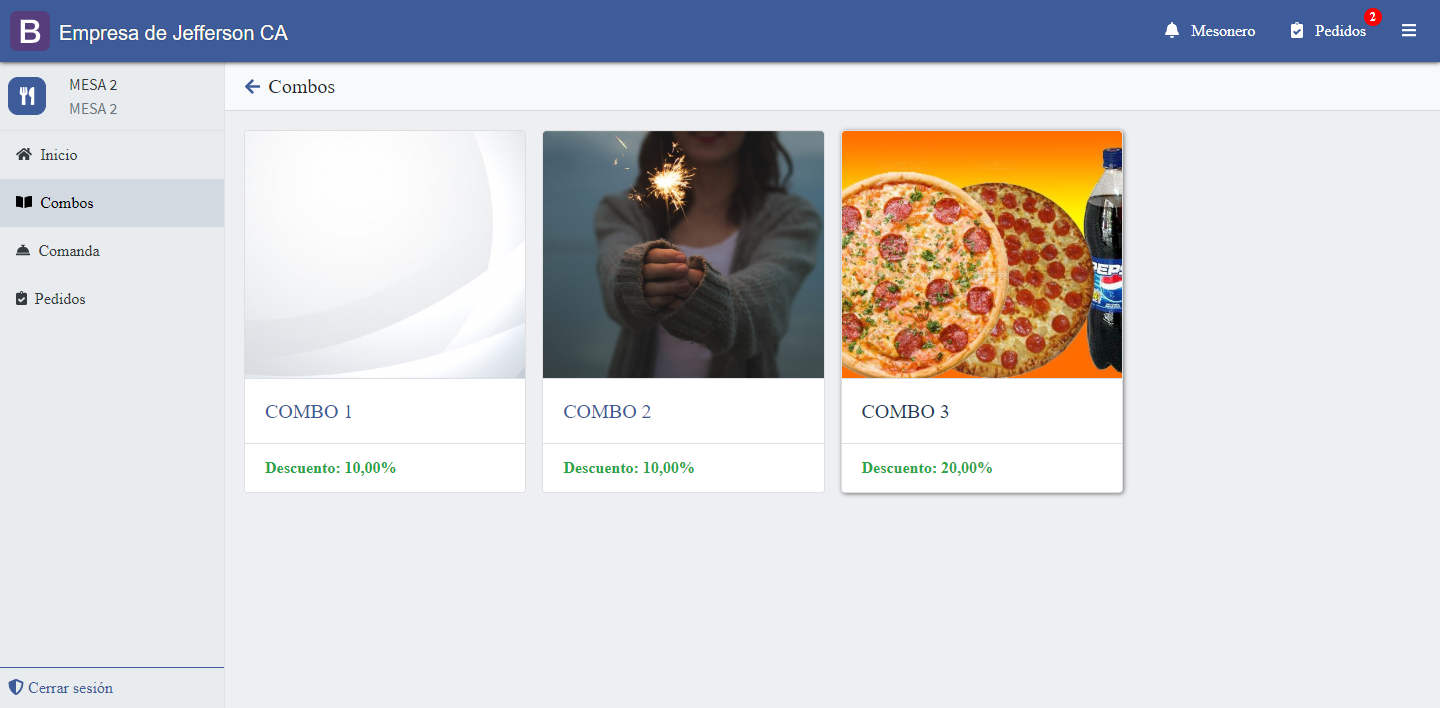 B Empresa de Jefferson CA
Mesonero
Pedidos
2
MESA 2
MESA 2
Inicio
Combos
Comanda
Pedidos
Cerrar sesión
Combos
PEPS
COMBO 1
Descuento: 10,00%
COMBO 2
Descuento: 10,00%
COMBO 3
Descuento: 20,00%